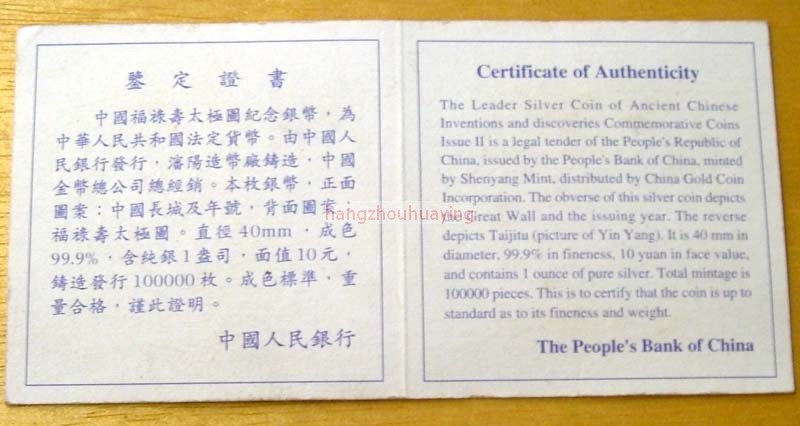 鑒定證書
中國福祿壽太極圖紀念銀幣，為
中華人民共和國法定貨幣。由中國人
民銀行發行，瀋陽造幣廠鑄造，中國
金幣總公司總經銷。本枚銀幣，正面
圖案：中國長城及年號，背面圖案：
福祿壽太極圖。直徑40mm，成色
99.9%，含純銀1盎司，面值10元，
鑄造發行100000枚。成色標準，重
量合格，謹此證明。
中國人民銀行
Certificate of Authenticity
The Leader Silver Coin of Ancient Chinese
Inventions and discoveries Commemorative Coins
Issue II is a legal tender of the People's Republic of
China, issued by the People's Bank of China, minted
by Shenyang Mint, distributed by China Gold Coin
Incorporation. The obverse of this silver coin depicts
the Great Wall and the issuing year. The reverse
depicts Taijitu (picture of Yin Yang). It is 40 mm in
diameter, 99.9% in fineness, 10 yuan in face value,
and contains 1 ounce of pure silver. Total mintage is
100000 pieces. This is to certify that the coin is up to
standard as to its fineness and weight.
The People's Bank of China
hangzhouhuaying